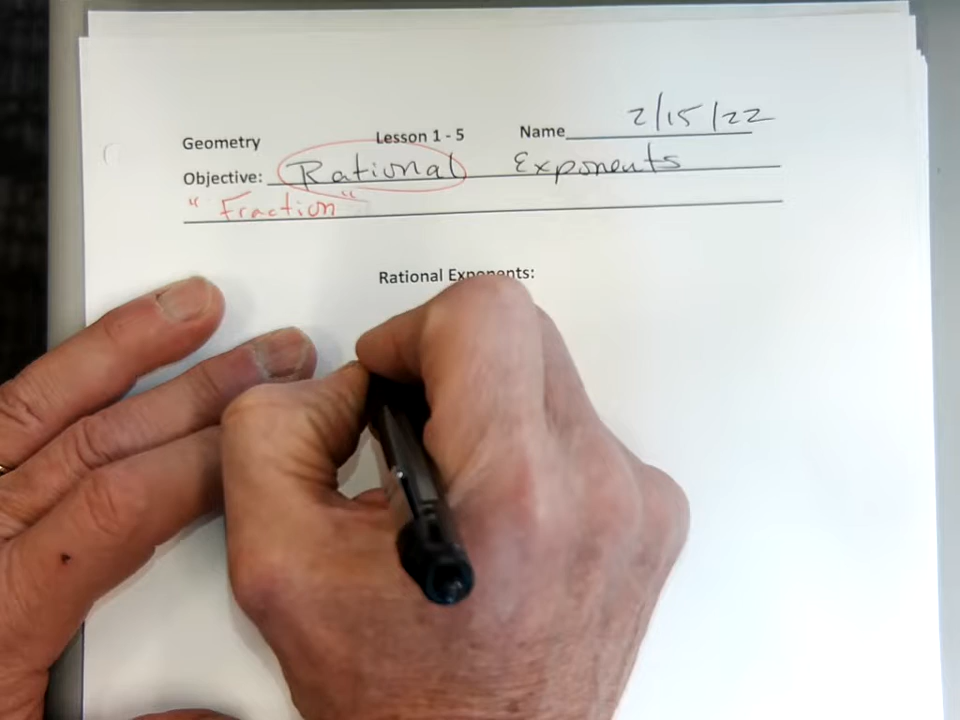 2/15/22
Geometry Lesson 1 - 5 Name
Objective: Rational Exponents
"Fraction"
Rational Exponents: